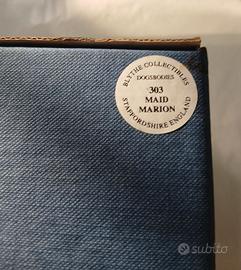 BLYTHE COLLECTIBLES
DOGSBODIES
303
MAID
MARION
STAFFORDSHIRE ENGLAND
subito